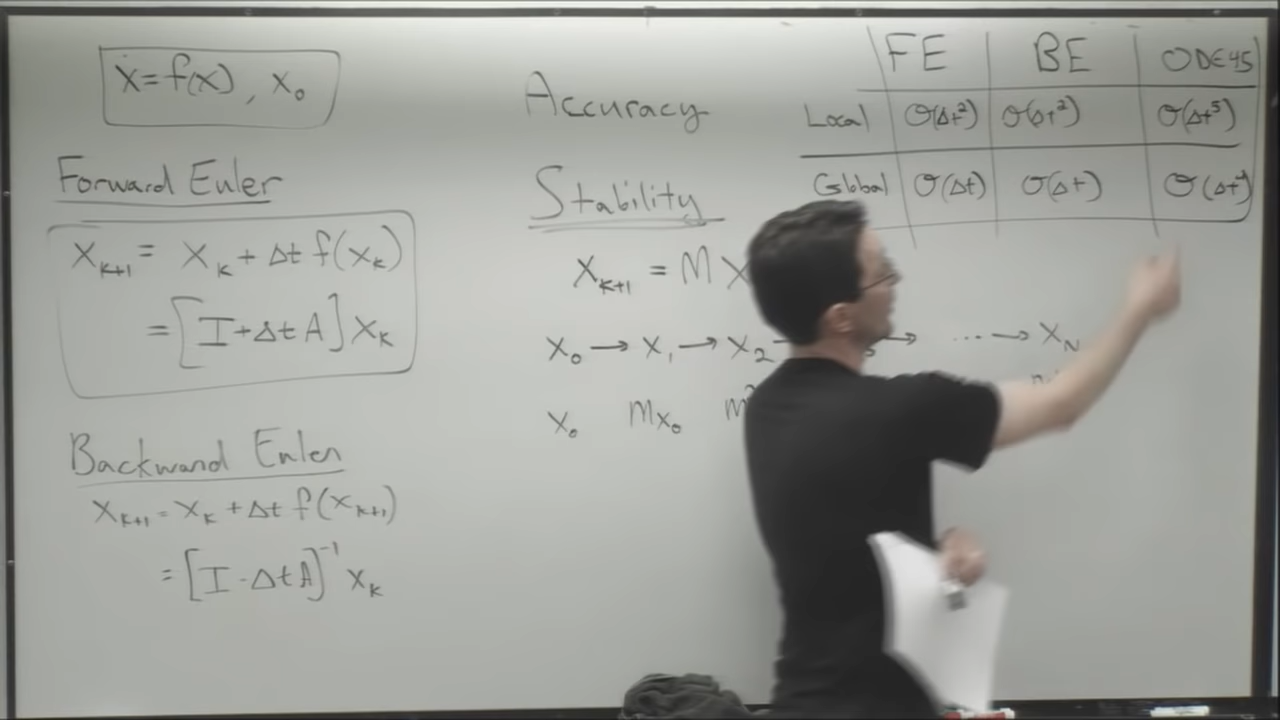 ẋ=f(x), x₀
Forward Euler
x_{k+1} = x_k + Δt f(x_k)
= [I+Δt A] x_k
Backward Euler
x_{k+1} = x_k + Δt f(x_{k+1})
= [I - Δt A]⁻¹ x_k
Accuracy
Stability
x_{k+1} = M x
x₀ → x₁ → x₂ → ... → x_N
x₀ Mx₀ M²
FE BE ODE45
Local O(Δt²) O(Δt²) O(Δt⁵)
Global O(Δt) O(Δt) O(Δt⁴)